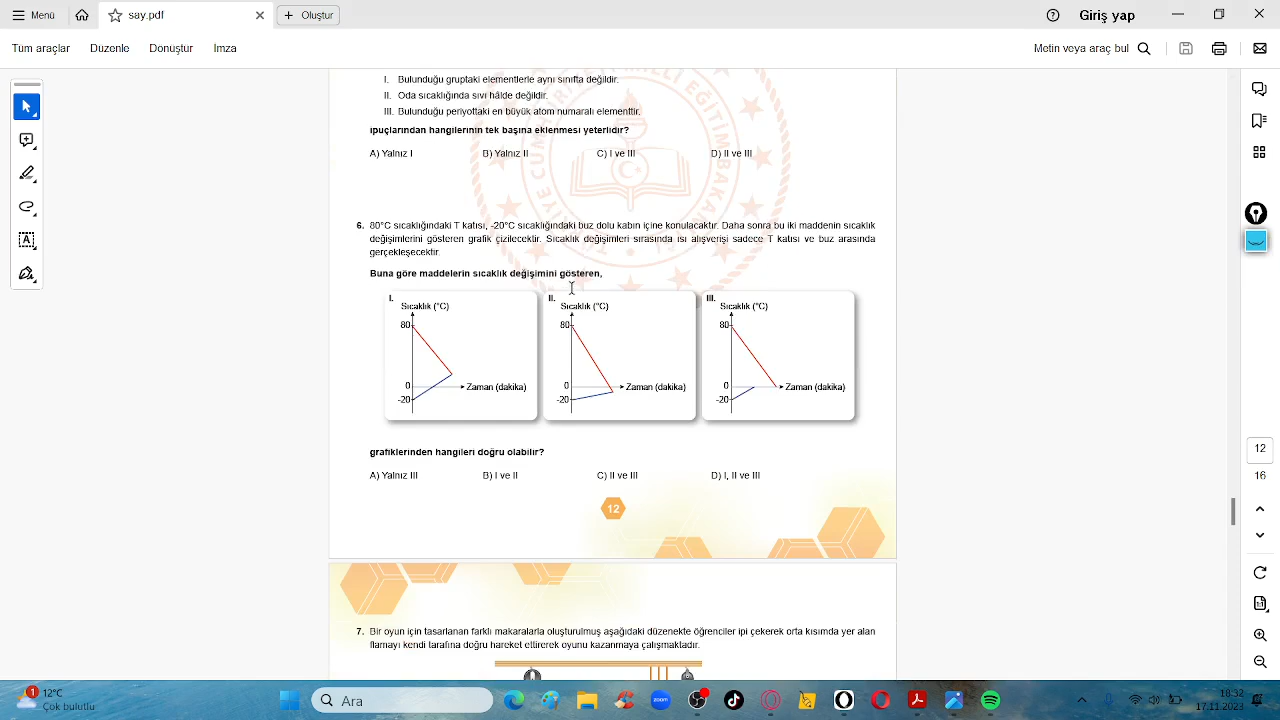 Menü
say.pdf
Oluştur
Giriş yap
Tüm araçlar
Düzenle
Dönüştür
İmza
Metin veya araç bul
I. Bulunduğu gruptaki elementlerle aynı sınıfta değildir.
II. Oda sıcaklığında sıvı hâlde değildir.
III. Bulunduğu periyottaki en büyük atom numaralı elementtir.
ipuçlarından hangilerinin tek başına eklenmesi yeterlidir?
A) Yalnız I B) Yalnız II C) I ve III D) II ve III
6. 80°C sıcaklığındaki T katısı, -20°C sıcaklığındaki buz dolu kabın içine konulacaktır. Daha sonra bu iki maddenin sıcaklık
değişimlerini gösteren grafik çizilecektir. Sıcaklık değişimleri sırasında ısı alışverişi sadece T katısı ve buz arasında
gerçekleşecektir.
Buna göre maddelerin sıcaklık değişimini gösteren,
I.
Sıcaklık (°C)
80
0
-20
Zaman (dakika)
II.
Sıcaklık (°C)
80
0
-20
Zaman (dakika)
III.
Sıcaklık (°C)
80
0
-20
Zaman (dakika)
grafiklerinden hangileri doğru olabilir?
A) Yalnız III B) I ve II C) II ve III D) I, II ve III
12
7. Bir oyun için tasarlanan farklı makaralarla oluşturulmuş aşağıdaki düzenekte öğrenciler ipi çekerek orta kısımda yer alan
flamayı kendi tarafına doğru hareket ettirerek oyunu kazanmaya çalışmaktadır.
12
16
1
12°C
Çok bulutlu
Ara
zoom
18:32
17.11.2023